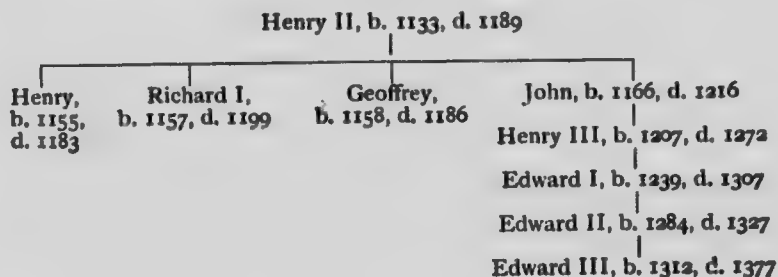 Henry II, b. 1133, d. 1189
Henry,
b. 1155,
d. 1183
Richard I,
b. 1157, d. 1199
Geoffrey,
b. 1158, d. 1186
John, b. 1166, d. 1216
Henry III, b. 1207, d. 1272
Edward I, b. 1239, d. 1307
Edward II, b. 1284, d. 1327
Edward III, b. 1312, d. 1377